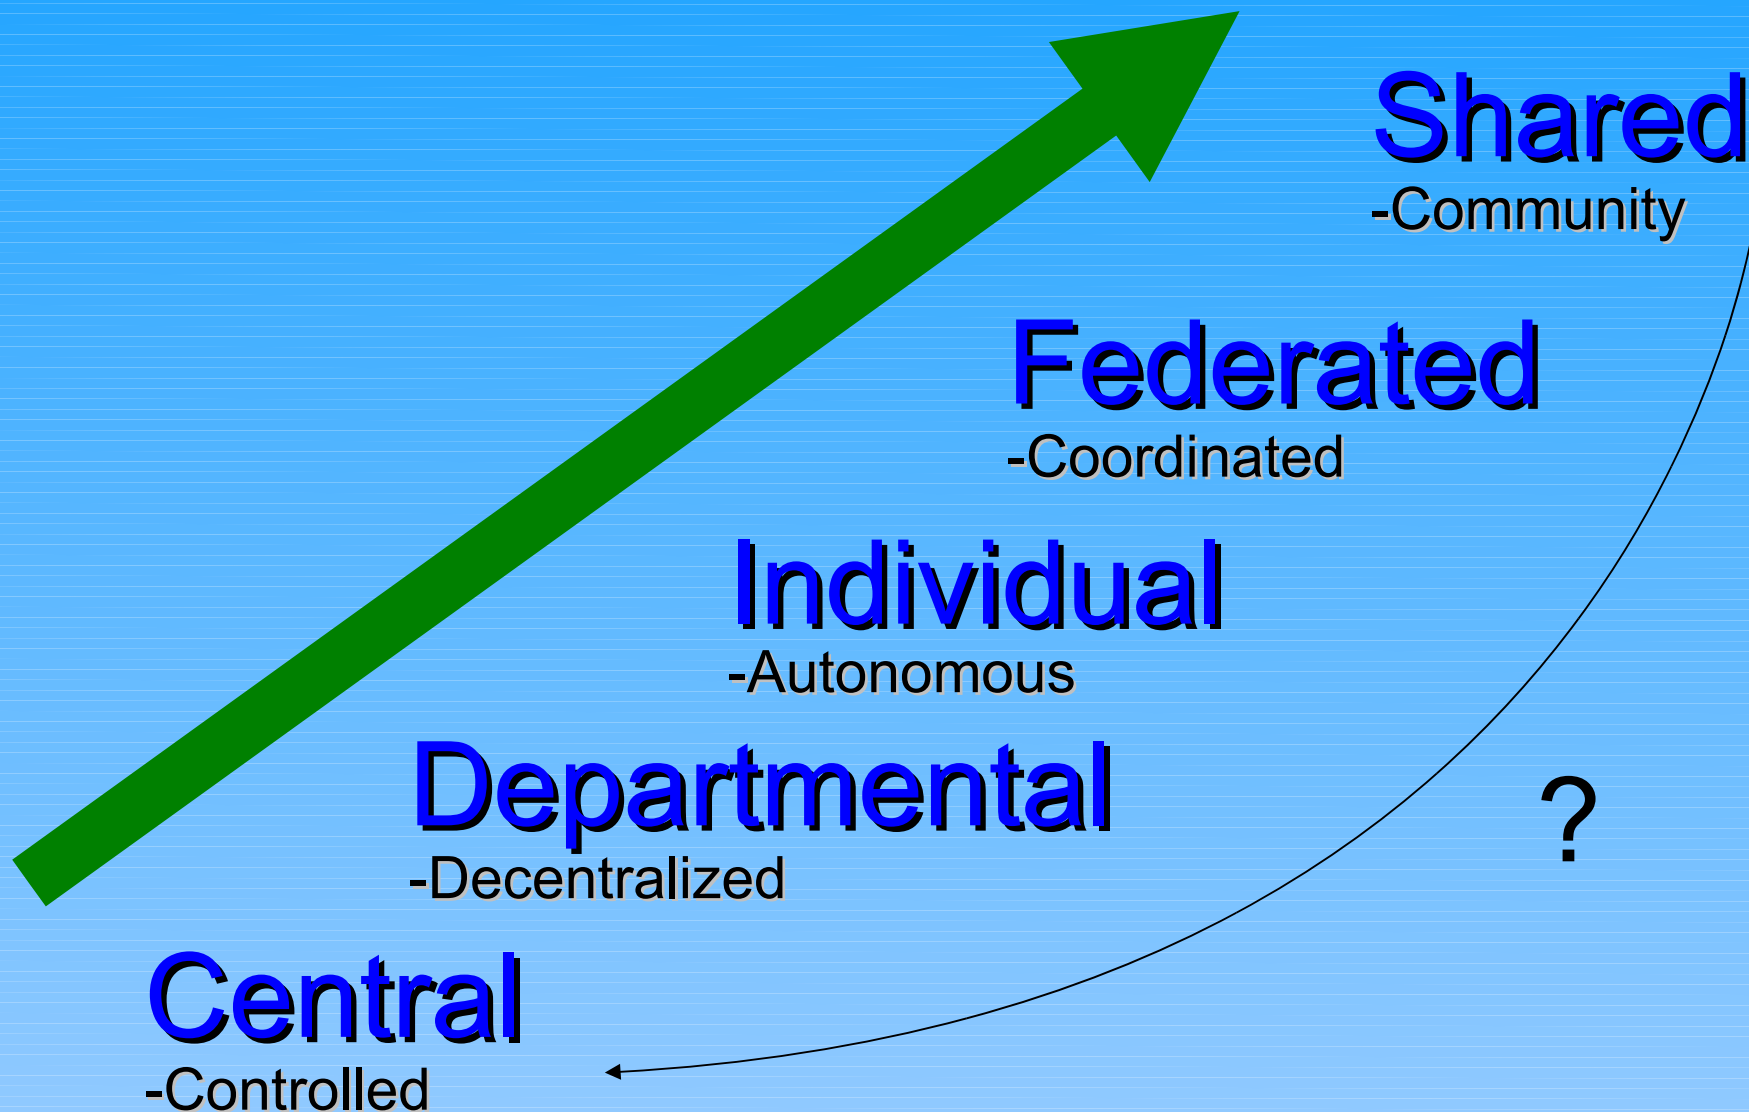 Shared
-Community
Federated
-Coordinated
Individual
-Autonomous
Departmental
-Decentralized
?
Central
-Controlled